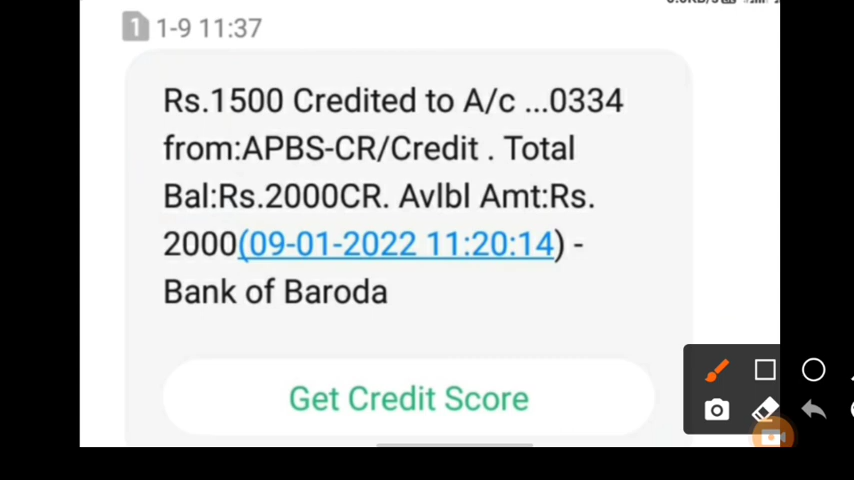 1 1-9 11:37
Rs.1500 Credited to A/c ...0334
from:APBS-CR/Credit . Total
Bal:Rs.2000CR. Avlbl Amt:Rs.
2000(09-01-2022 11:20:14) -
Bank of Baroda
Get Credit Score